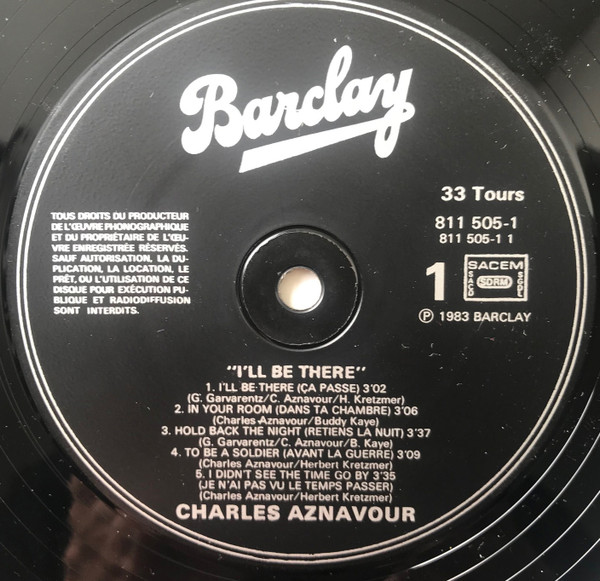 Barclay
33 Tours
811 505-1
811 505-1 1
1
SACEM
SACD
SDRM
SGDL
℗ 1983 BARCLAY
TOUS DROITS DU PRODUCTEUR
DE L'ŒUVRE PHONOGRAPHIQUE
ET DU PROPRIÉTAIRE DE L'ŒU-
VRE ENREGISTRÉE RÉSERVÉS.
SAUF AUTORISATION, LA DU-
PLICATION, LA LOCATION, LE
PRÊT, OU L'UTILISATION DE CE
DISQUE POUR EXÉCUTION PU-
BLIQUE ET RADIODIFFUSION
SONT INTERDITS.
"I'LL BE THERE"
1. I'LL BE THERE (ÇA PASSE) 3'02
(G. Garvarentz/C. Aznavour/H. Kretzmer)
2. IN YOUR ROOM (DANS TA CHAMBRE) 3'06
(Charles Aznavour/Buddy Kaye)
3. HOLD BACK THE NIGHT (RETIENS LA NUIT) 3'37
(G. Garvarentz/C. Aznavour/B. Kaye)
4. TO BE A SOLDIER (AVANT LA GUERRE) 3'09
(Charles Aznavour/Herbert Kretzmer)
5. I DIDN'T SEE THE TIME GO BY 3'35
(JE N'AI PAS VU LE TEMPS PASSER)
(Charles Aznavour/Herbert Kretzmer)
CHARLES AZNAVOUR